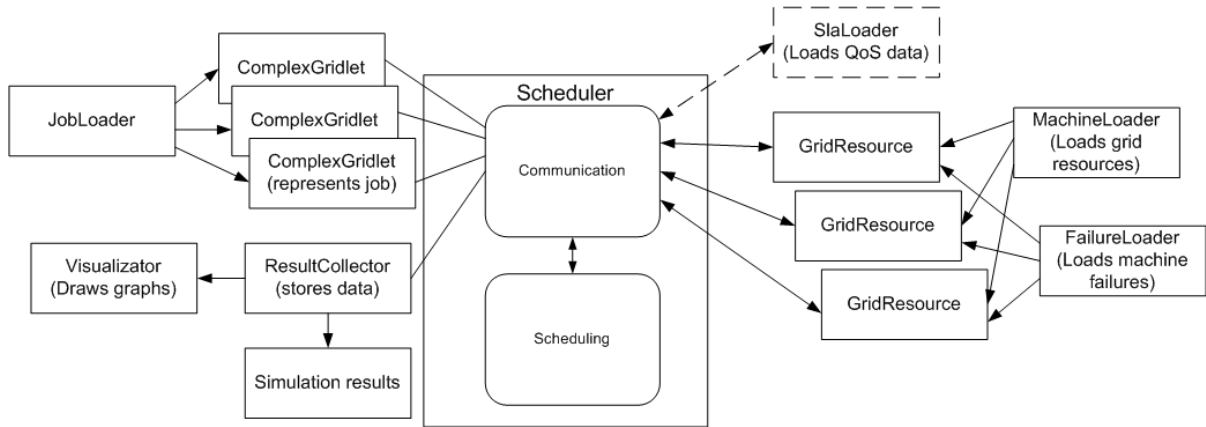 SlaLoader
(Loads QoS data)
ComplexGridlet
Scheduler
JobLoader
ComplexGridlet
MachineLoader
(Loads grid
resources)
GridResource
ComplexGridlet
(represents job)
Communication
GridResource
Visualizator
(Draws graphs)
ResultCollector
(stores data)
FailureLoader
(Loads machine
failures)
GridResource
Scheduling
Simulation results